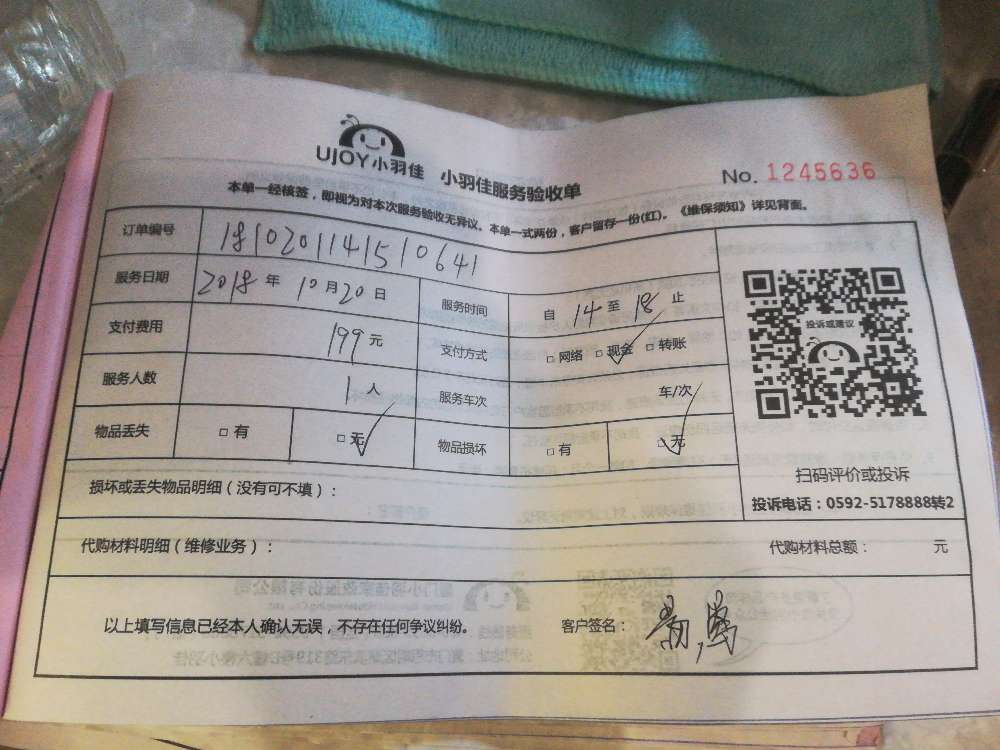 UJOY小羽佳 小羽佳服务验收单
No. 1245636
本单一经核签，即视为对本次服务验收无异议。本单一式两份，客户留存一份(红)。《维保须知》详见背面。
订单编号 181020114151 0641
服务日期 2018 年 10 月 20 日 服务时间 自 14 至 18 止
支付费用 199 元 支付方式 □ 网络 □ 现金 □ 转账
服务人数 1 人 服务车次 车/次
物品丢失 □ 有 □ 无 物品损坏 □ 有 □ 无
投诉或建议
扫码评价或投诉
投诉电话：0592-5178888转2
损坏或丢失物品明细（没有可不填）：
代购材料明细（维修业务）： 代购材料总额： 元
以上填写信息已经本人确认无误，不存在任何争议纠纷。 客户签名：